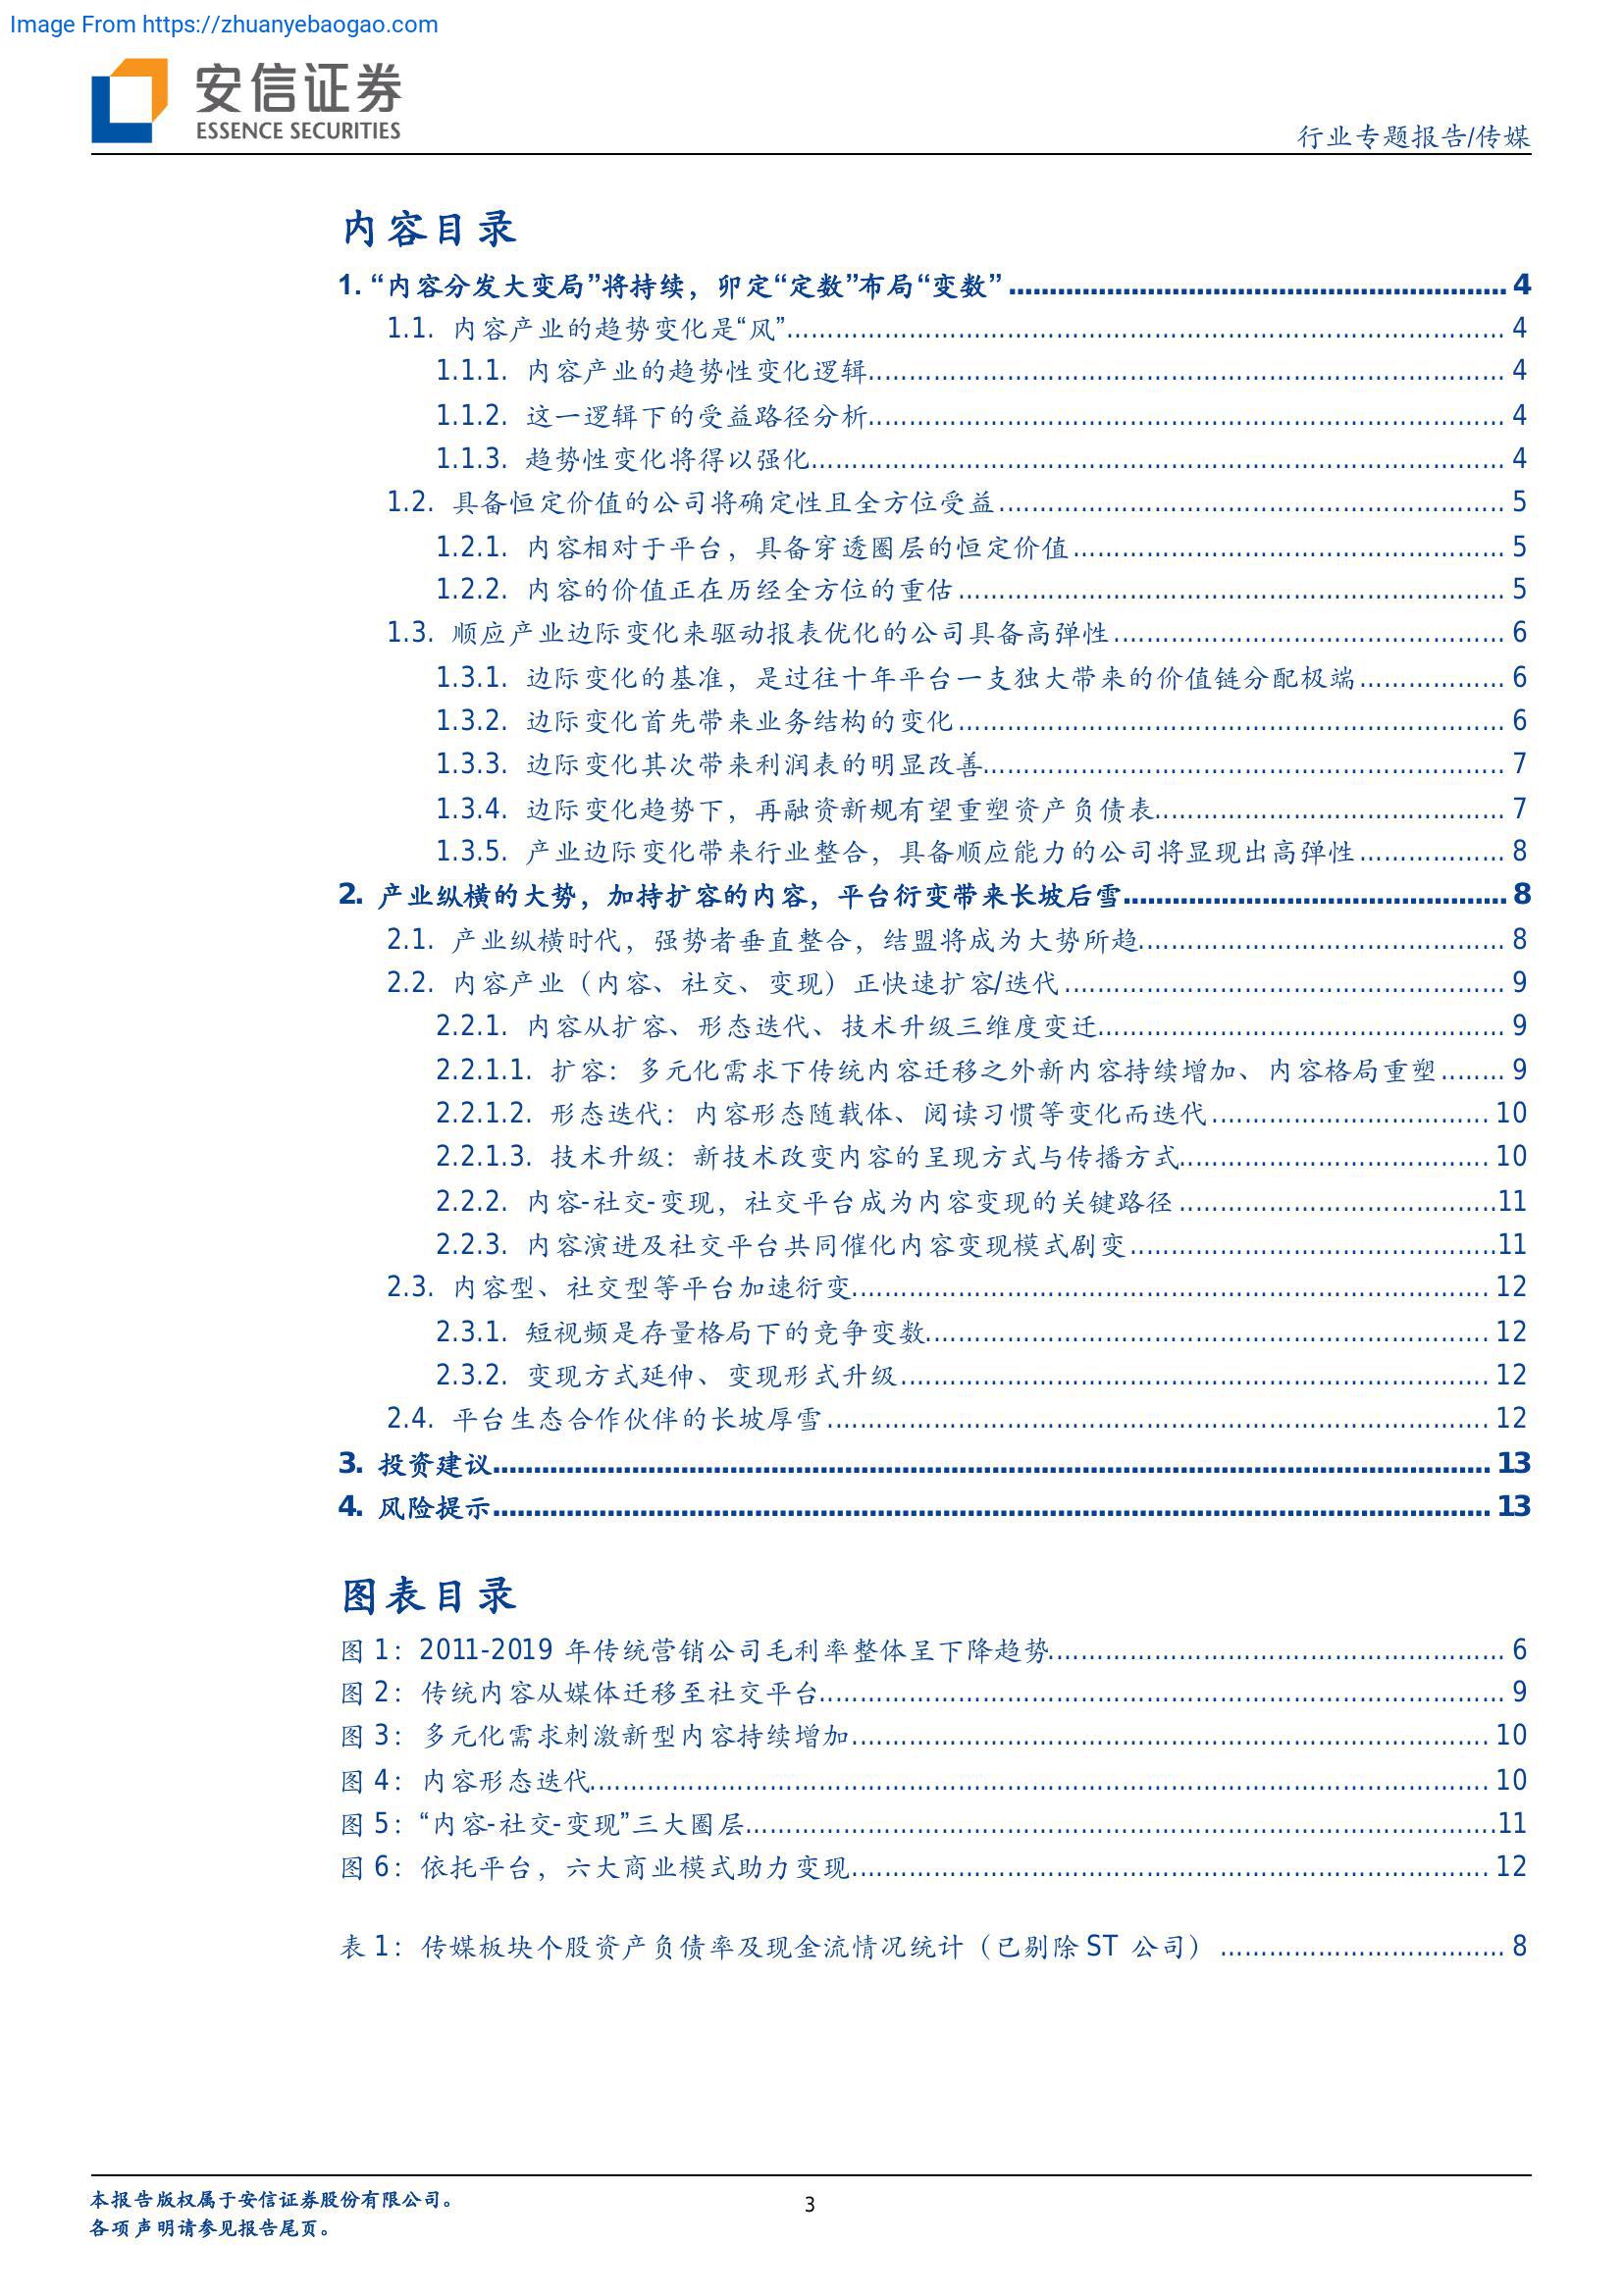 Image From https://zhuanyebaogao.com
安信证券
ESSENCE SECURITIES
行业专题报告/传媒
内容目录
1. “内容分发大变局”将持续，卯定“定数”布局“变数” ........................................................ 4
1.1. 内容产业的趋势变化是“风”........................................................ 4
1.1.1. 内容产业的趋势性变化逻辑........................................................ 4
1.1.2. 这一逻辑下的受益路径分析........................................................ 4
1.1.3. 趋势性变化将得以强化........................................................ 4
1.2. 具备恒定价值的公司将确定性且全方位受益........................................................ 5
1.2.1. 内容相对于平台，具备穿透圈层的恒定价值........................................................ 5
1.2.2. 内容的价值正在历经全方位的重估........................................................ 5
1.3. 顺应产业边际变化来驱动报表优化的公司具备高弹性................................................ 6
1.3.1. 边际变化的基准，是过往十年平台一支独大带来的价值链分配极端.................. 6
1.3.2. 边际变化首先带来业务结构的变化........................................................ 6
1.3.3. 边际变化其次带来利润表的明显改善........................................................ 7
1.3.4. 边际变化趋势下，再融资新规有望重塑资产负债表........................................... 7
1.3.5. 产业边际变化带来行业整合，具备顺应能力的公司将显现出高弹性.................. 8
2. 产业纵横的大势，加持扩容的内容，平台衍变带来长坡后雪............................................... 8
2.1. 产业纵横时代，强势者垂直整合，结盟将成为大势所趋............................................. 8
2.2. 内容产业（内容、社交、变现）正快速扩容/迭代...................................................... 9
2.2.1. 内容从扩容、形态迭代、技术升级三维度变迁.................................................. 9
2.2.1.1. 扩容：多元化需求下传统内容迁移之外新内容持续增加、内容格局重塑........ 9
2.2.1.2. 形态迭代：内容形态随载体、阅读习惯等变化而迭代.................................. 10
2.2.1.3. 技术升级：新技术改变内容的呈现方式与传播方式...................................... 10
2.2.2. 内容-社交-变现，社交平台成为内容变现的关键路径 .......................................11
2.2.3. 内容演进及社交平台共同催化内容变现模式剧变.............................................11
2.3. 内容型、社交型等平台加速衍变........................................................ 12
2.3.1. 短视频是存量格局下的竞争变数........................................................ 12
2.3.2. 变现方式延伸、变现形式升级........................................................ 12
2.4. 平台生态合作伙伴的长坡厚雪........................................................ 12
3. 投资建议........................................................ 13
4. 风险提示........................................................ 13
图表目录
图 1：2011-2019 年传统营销公司毛利率整体呈下降趋势........................................................ 6
图 2：传统内容从媒体迁移至社交平台........................................................ 9
图 3：多元化需求刺激新型内容持续增加........................................................ 10
图 4：内容形态迭代........................................................ 10
图 5：“内容-社交-变现”三大圈层........................................................11
图 6：依托平台，六大商业模式助力变现........................................................ 12
表 1：传媒板块个股资产负债率及现金流情况统计（已剔除 ST 公司） ................................... 8
本报告版权属于安信证券股份有限公司。
3
各项声明请参见报告尾页。